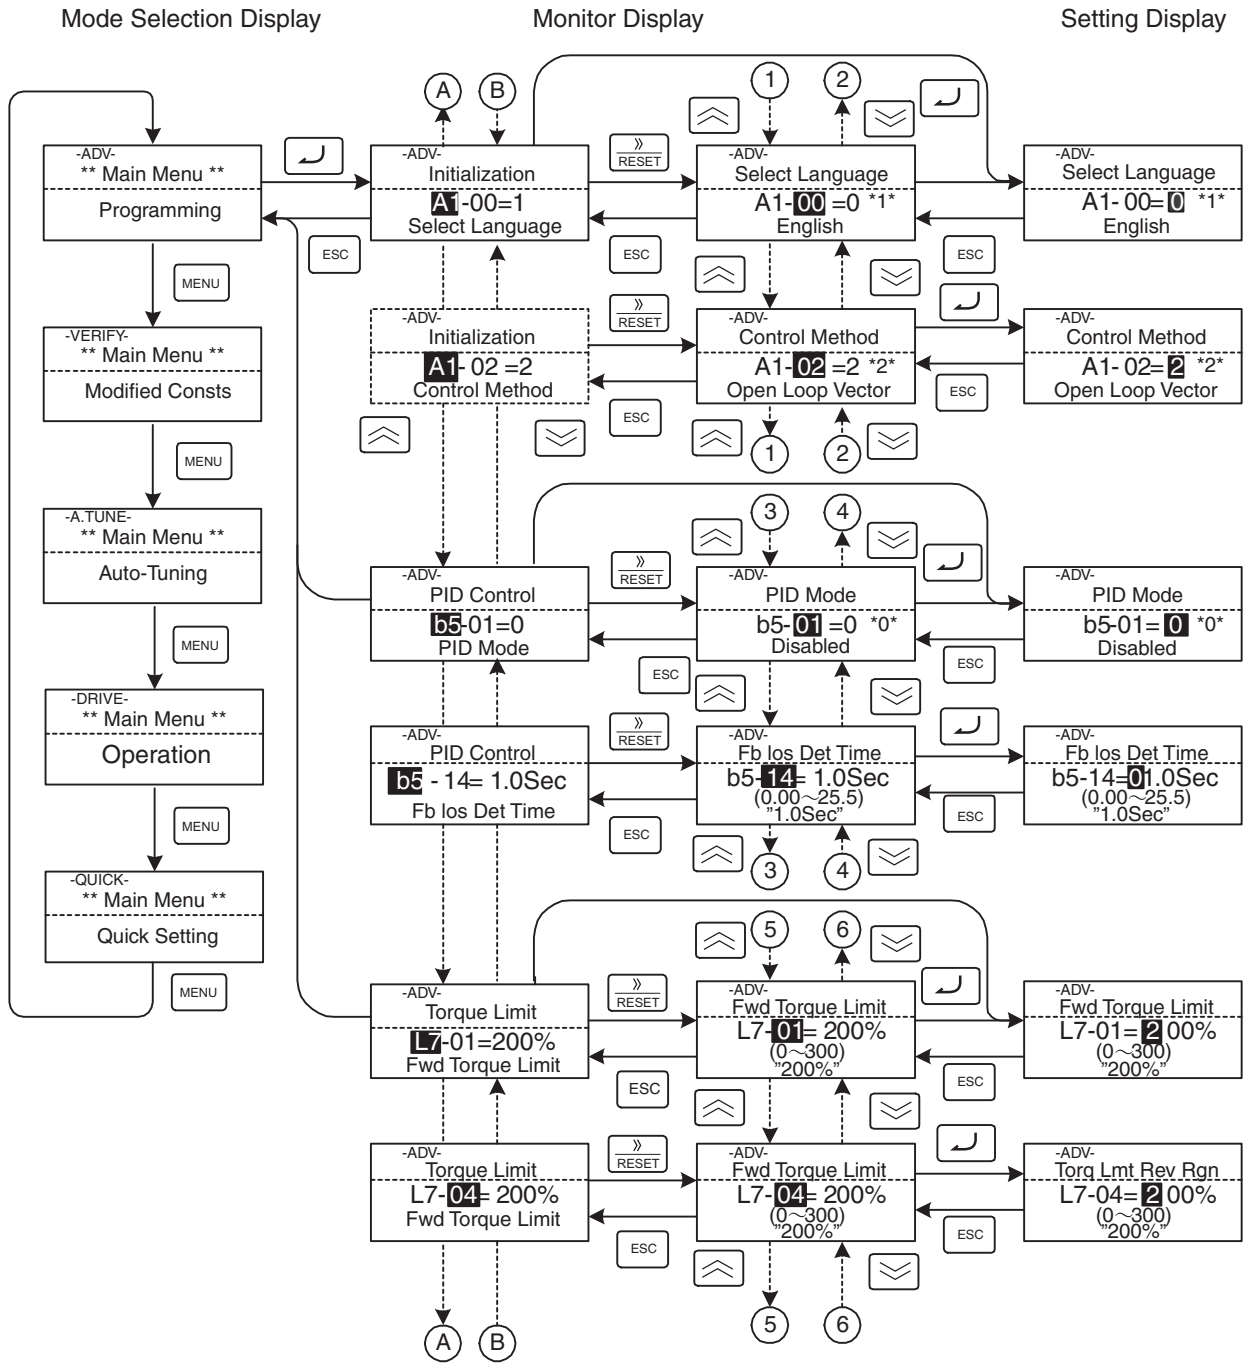 Mode Selection Display
Monitor Display
Setting Display
A
B
1
2
-ADV-
** Main Menu **
Programming
-ADV-
Initialization
A1-00=1
Select Language
» RESET
-ADV-
Select Language
A1- 00 =0 *1*
English
-ADV-
Select Language
A1- 00= 0 *1*
English
ESC
ESC
ESC
MENU
-VERIFY-
** Main Menu **
Modified Consts
-ADV-
Initialization
A1- 02 =2
Control Method
» RESET
-ADV-
Control Method
A1- 02 =2 *2*
Open Loop Vector
-ADV-
Control Method
A1- 02= 2 *2*
Open Loop Vector
ESC
ESC
1
2
MENU
-A.TUNE-
** Main Menu **
Auto-Tuning
3
4
-ADV-
PID Control
b5-01=0
PID Mode
» RESET
-ADV-
PID Mode
b5- 01 =0 *0*
Disabled
-ADV-
PID Mode
b5-01= 0 *0*
Disabled
ESC
ESC
MENU
-DRIVE-
** Main Menu **
Operation
-ADV-
PID Control
b5 - 14= 1.0Sec
Fb los Det Time
» RESET
-ADV-
Fb los Det Time
b5- 14= 1.0Sec
(0.00~25.5)
"1.0Sec"
-ADV-
Fb los Det Time
b5-14=01.0Sec
(0.00~25.5)
"1.0Sec"
ESC
ESC
3
4
MENU
-QUICK-
** Main Menu **
Quick Setting
MENU
5
6
-ADV-
Torque Limit
L7-01=200%
Fwd Torque Limit
» RESET
-ADV-
Fwd Torque Limit
L7-01= 200%
(0~300)
"200%"
-ADV-
Fwd Torque Limit
L7-01= 200%
(0~300)
"200%"
ESC
ESC
-ADV-
Torque Limit
L7-04= 200%
Fwd Torque Limit
» RESET
-ADV-
Fwd Torque Limit
L7-04= 200%
(0~300)
"200%"
-ADV-
Torq Lmt Rev Rgn
L7-04= 200%
(0~300)
"200%"
ESC
ESC
A
B
5
6